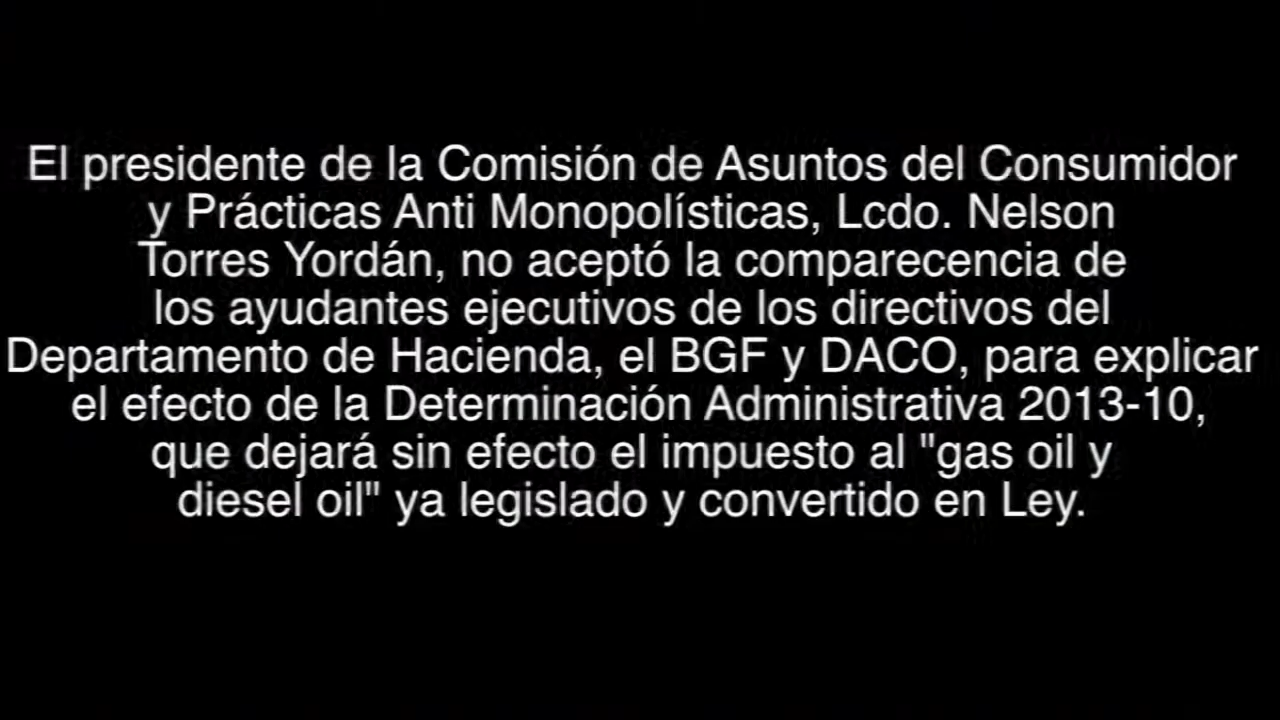 El presidente de la Comisión de Asuntos del Consumidor
y Prácticas Anti Monopolísticas, Lcdo. Nelson
Torres Yordán, no aceptó la comparecencia de
los ayudantes ejecutivos de los directivos del
Departamento de Hacienda, el BGF y DACO, para explicar
el efecto de la Determinación Administrativa 2013-10,
que dejará sin efecto el impuesto al "gas oil y
diesel oil" ya legislado y convertido en Ley.